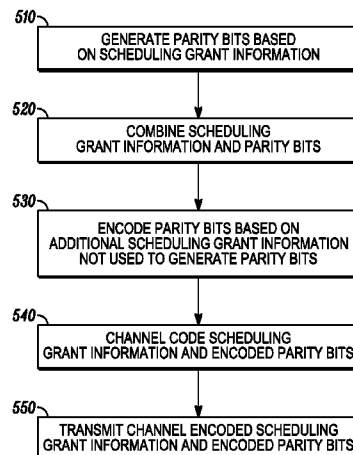 510
GENERATE PARITY BITS BASED
ON SCHEDULING GRANT INFORMATION
520
COMBINE SCHEDULING
GRANT INFORMATION AND PARITY BITS
530
ENCODE PARITY BITS BASED ON
ADDITIONAL SCHEDULING GRANT INFORMATION
NOT USED TO GENERATE PARITY BITS
540
CHANNEL CODE SCHEDULING
GRANT INFORMATION AND ENCODED PARITY BITS
550
TRANSMIT CHANNEL ENCODED SCHEDULING
GRANT INFORMATION AND ENCODED PARITY BITS